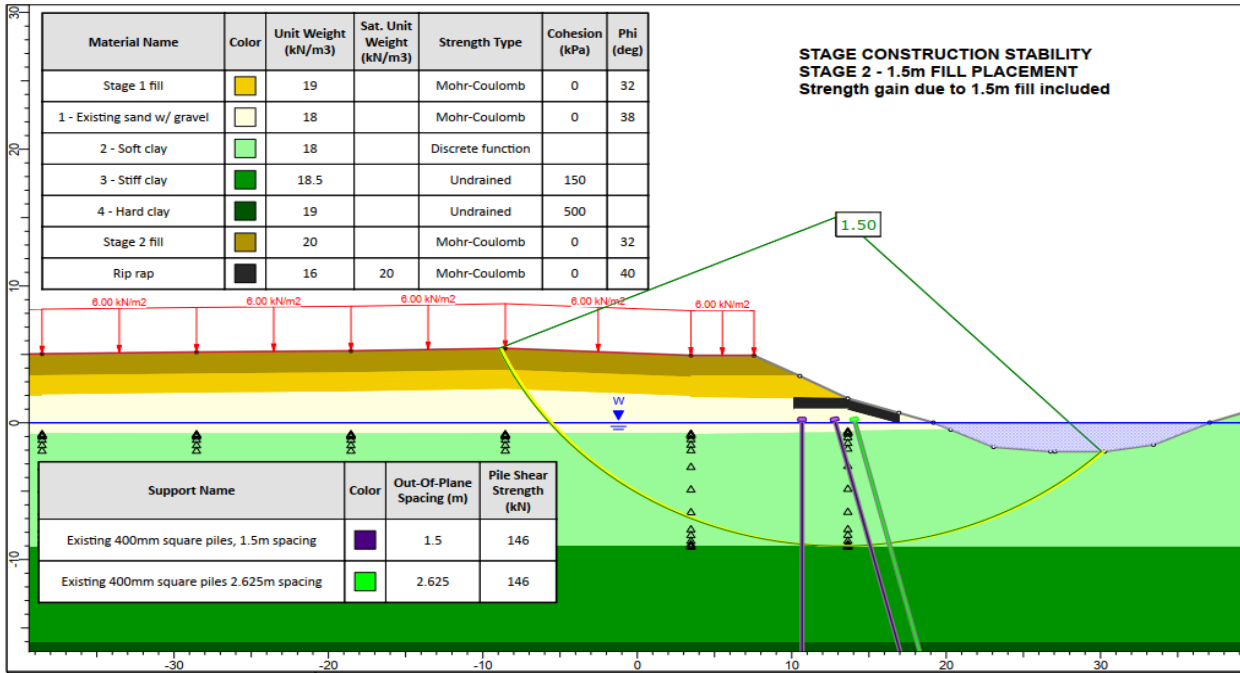 Material Name Color Unit Weight (kN/m3) Sat. Unit Weight (kN/m3) Strength Type Cohesion (kPa) Phi (deg)
Stage 1 fill 19 Mohr-Coulomb 0 32
1 - Existing sand w/ gravel 18 Mohr-Coulomb 0 38
2 - Soft clay 18 Discrete function
3 - Stiff clay 18.5 Undrained 150
4 - Hard clay 19 Undrained 500
Stage 2 fill 20 Mohr-Coulomb 0 32
Rip rap 16 20 Mohr-Coulomb 0 40
STAGE CONSTRUCTION STABILITY
STAGE 2 - 1.5m FILL PLACEMENT
Strength gain due to 1.5m fill included
1.50
6.00 kN/m2 6.00 kN/m2 6.00 kN/m2 6.00 kN/m2 6.00 kN/m2 6.00 kN/m2
W
Support Name Color Out-Of-Plane Spacing (m) Pile Shear Strength (kN)
Existing 400mm square piles, 1.5m spacing 1.5 146
Existing 400mm square piles 2.625m spacing 2.625 146
30
20
10
0
-10
-30 -20 -10 0 10 20 30